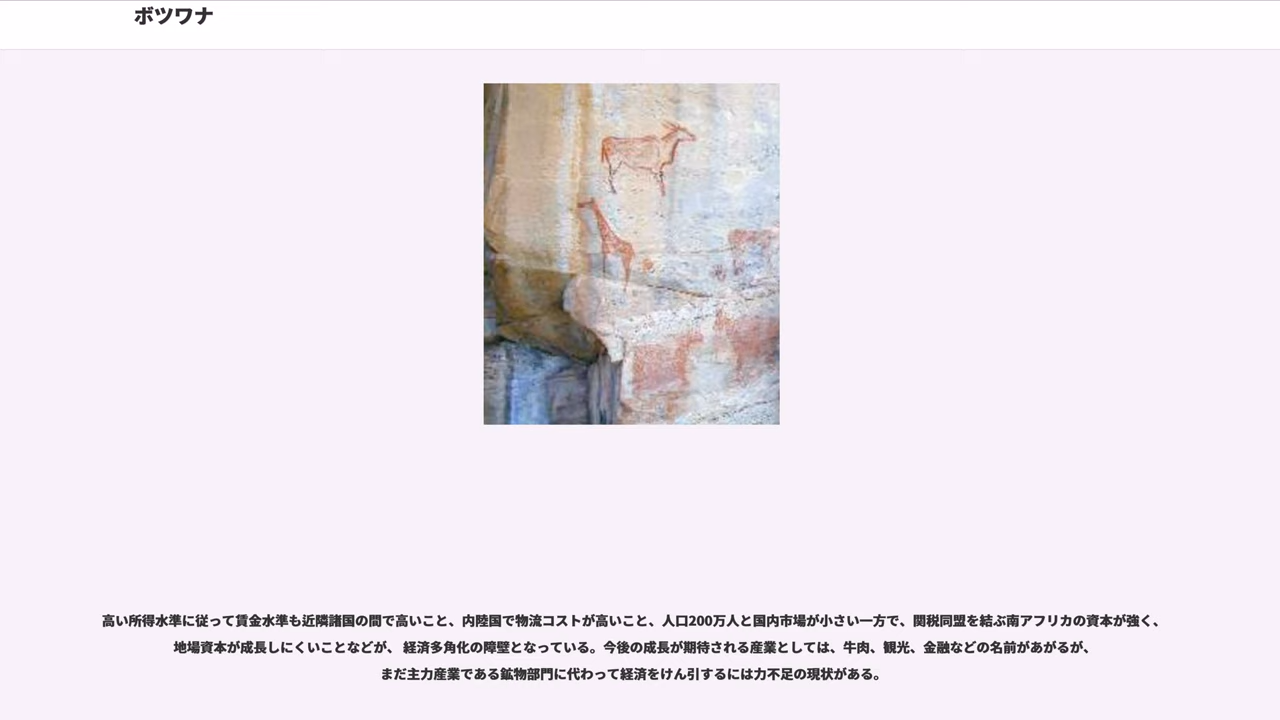 ボツワナ
高い所得水準に従って賃金水準も近隣諸国の間で高いこと、内陸国で物流コストが高いこと、人口200万人と国内市場が小さい一方で、関税同盟を結ぶ南アフリカの資本が強く、
地場資本が成長しにくいことなどが、 経済多角化の障壁となっている。今後の成長が期待される産業としては、牛肉、観光、金融などの名前があがるが、
まだ主力産業である鉱物部門に代わって経済をけん引するには力不足の現状がある。